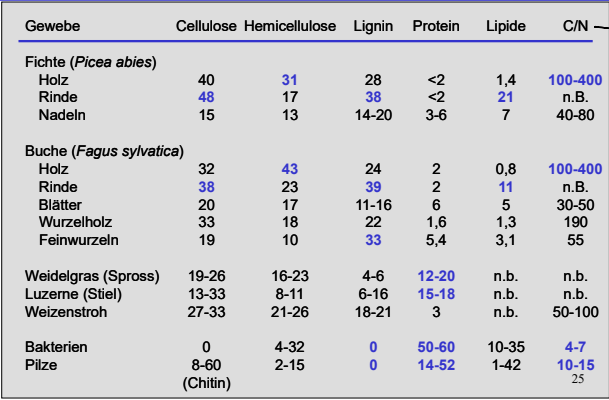 Gewebe Cellulose Hemicellulose Lignin Protein Lipide C/N
Fichte (Picea abies)
Holz 40 31 28 <2 1,4 100-400
Rinde 48 17 38 <2 21 n.B.
Nadeln 15 13 14-20 3-6 7 40-80
Buche (Fagus sylvatica)
Holz 32 43 24 2 0,8 100-400
Rinde 38 23 39 2 11 n.B.
Blätter 20 17 11-16 6 5 30-50
Wurzelholz 33 18 22 1,6 1,3 190
Feinwurzeln 19 10 33 5,4 3,1 55
Weidelgras (Spross) 19-26 16-23 4-6 12-20 n.b. n.b.
Luzerne (Stiel) 13-33 8-11 6-16 15-18 n.b. n.b.
Weizenstroh 27-33 21-26 18-21 3 n.b. 50-100
Bakterien 0 4-32 0 50-60 10-35 4-7
Pilze 8-60 2-15 0 14-52 1-42 10-15
(Chitin) 25